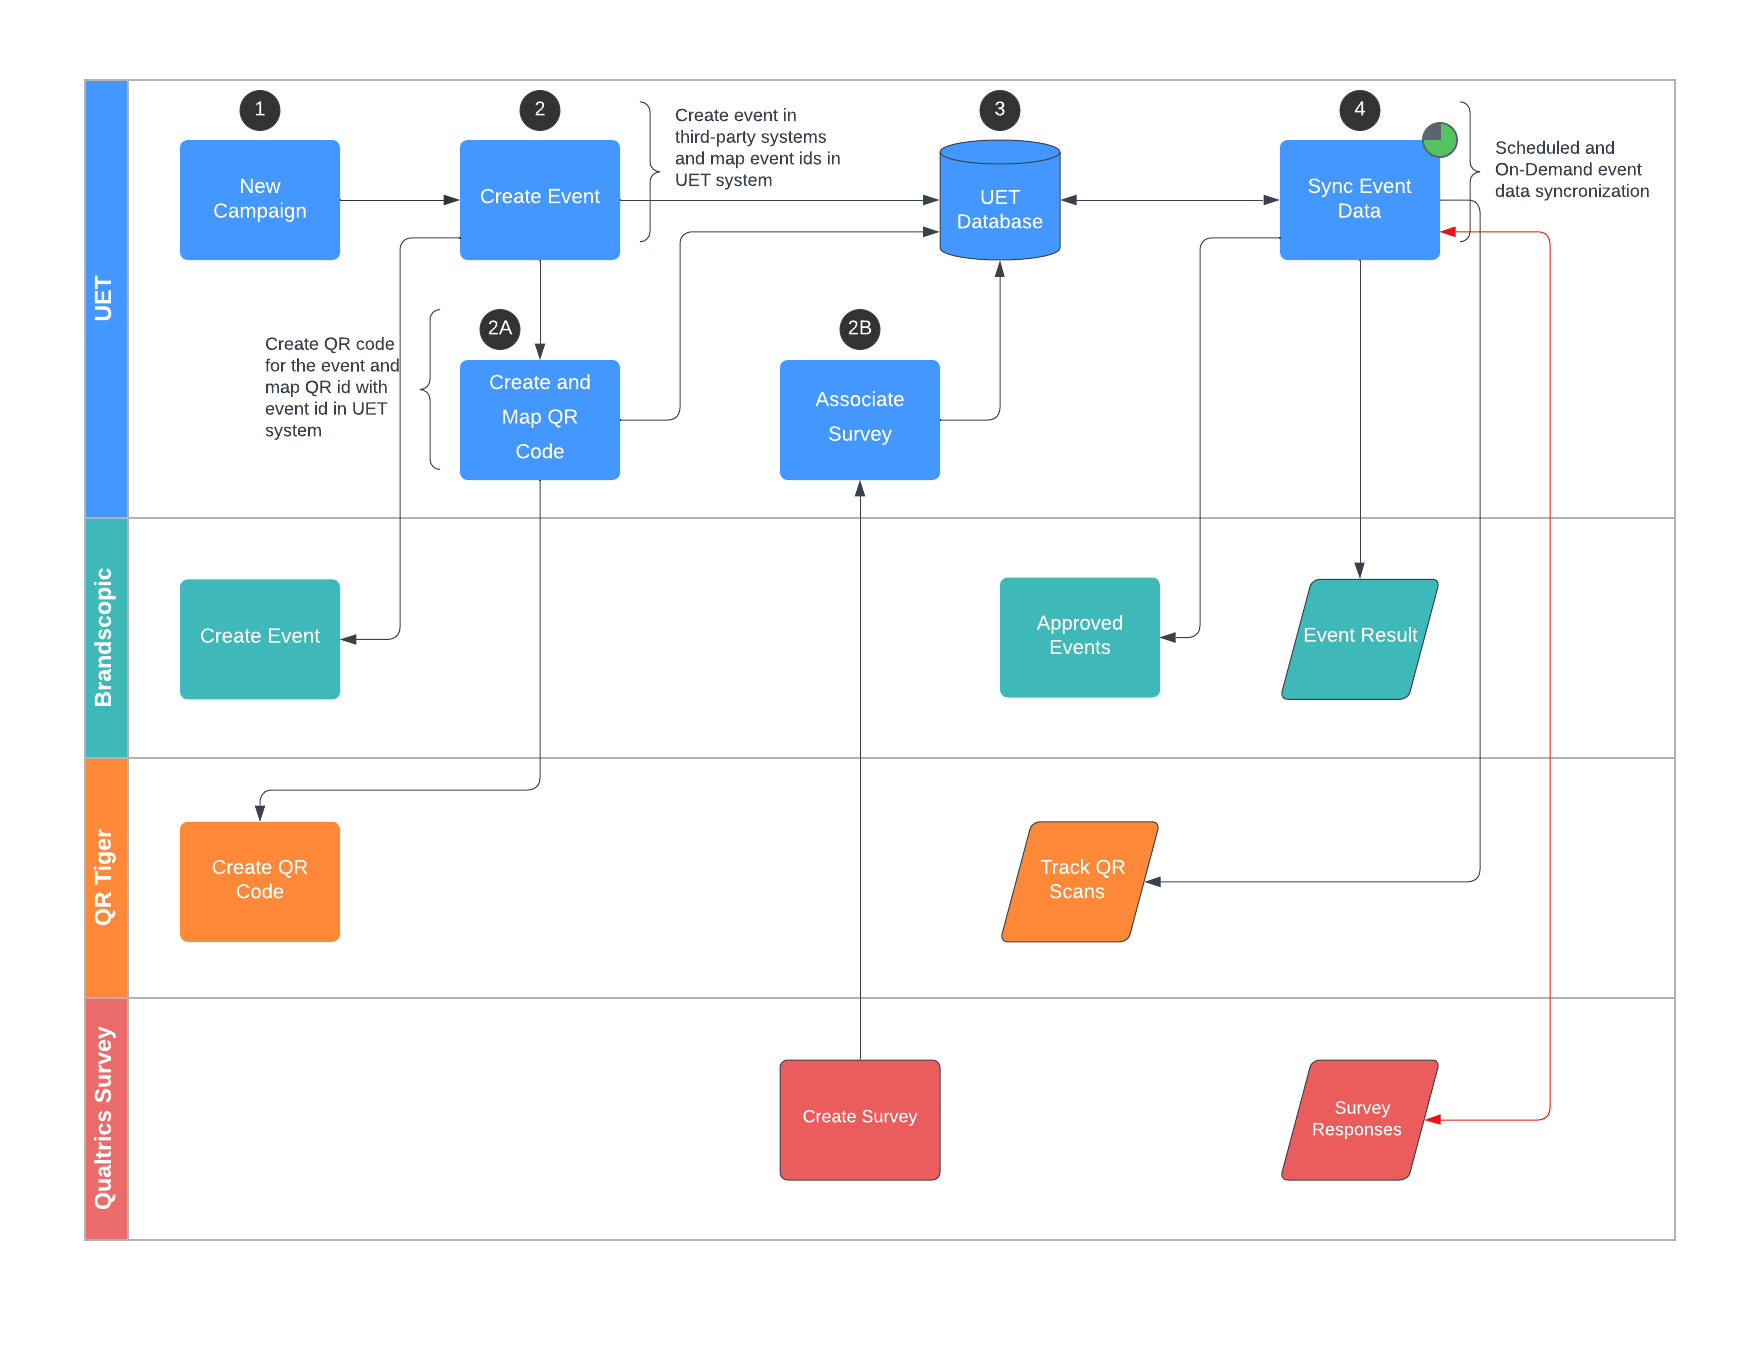 UET
1
New
Campaign
2
Create Event
Create event in
third-party systems
and map event ids in
UET system
3
UET
Database
4
Sync Event
Data
Scheduled and
On-Demand event
data syncronization
Create QR code
for the event and
map QR id with
event id in UET
system
2A
Create and
Map QR
Code
2B
Associate
Survey
Brandscopic
Create Event
Approved
Events
Event Result
QR Tiger
Create QR
Code
Track QR
Scans
Qualtrics Survey
Create Survey
Survey
Responses